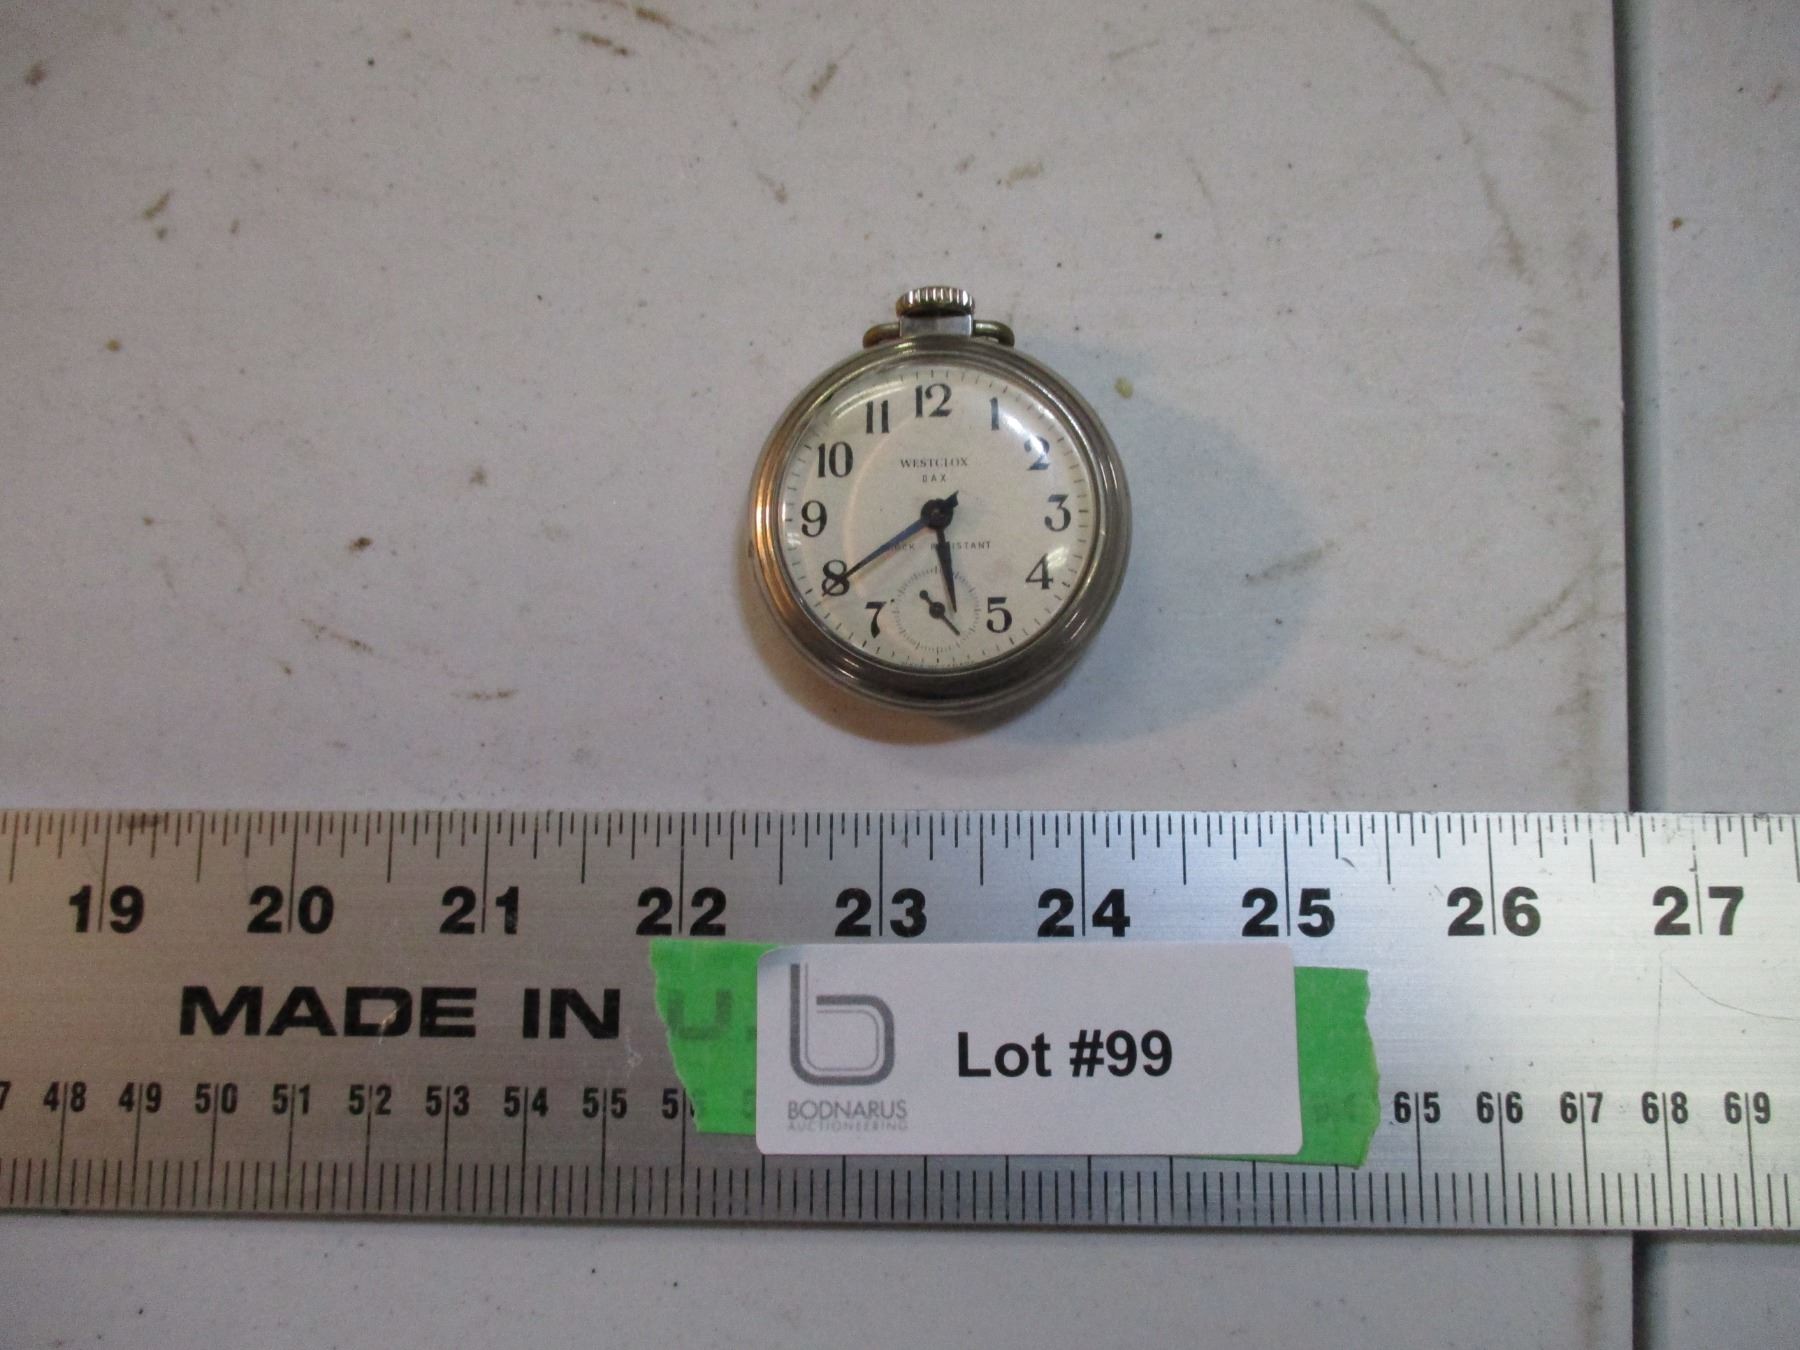 12
11 1
10 2
WESTCLOX
DAX
9 3
RESISTANT
8 4
7 5
19 20 21 22 23 24 25 26 27
MADE IN U.
Lot #99
BODNARUS
AUCTIONEERING
48 49 50 51 52 53 54 55 65 66 67 68 69